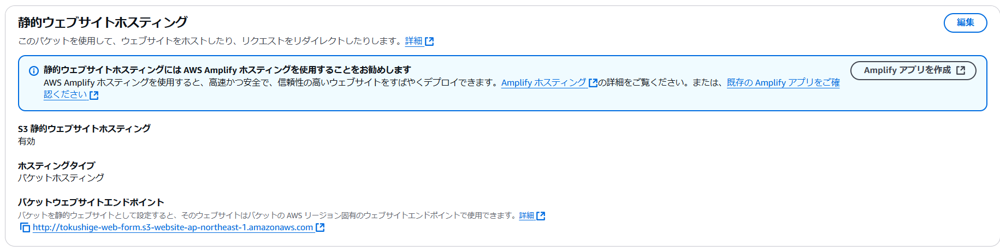 静的ウェブサイトホスティング
編集
このバケットを使用して、ウェブサイトをホストしたり、リクエストをリダイレクトしたりします。詳細
静的ウェブサイトホスティングには AWS Amplify ホスティングを使用することをお勧めします
Amplify アプリを作成
AWS Amplify ホスティングを使用すると、高速かつ安全で、信頼性の高いウェブサイトをすばやくデプロイできます。Amplify ホスティングの詳細をご覧ください。または、既存の Amplify アプリをご確
認ください
S3 静的ウェブサイトホスティング
有効
ホスティングタイプ
バケットホスティング
バケットウェブサイトエンドポイント
バケットを静的ウェブサイトとして設定すると、そのウェブサイトはバケットの AWS リージョン固有のウェブサイトエンドポイントで使用できます。詳細
http://tokushige-web-form.s3-website-ap-northeast-1.amazonaws.com